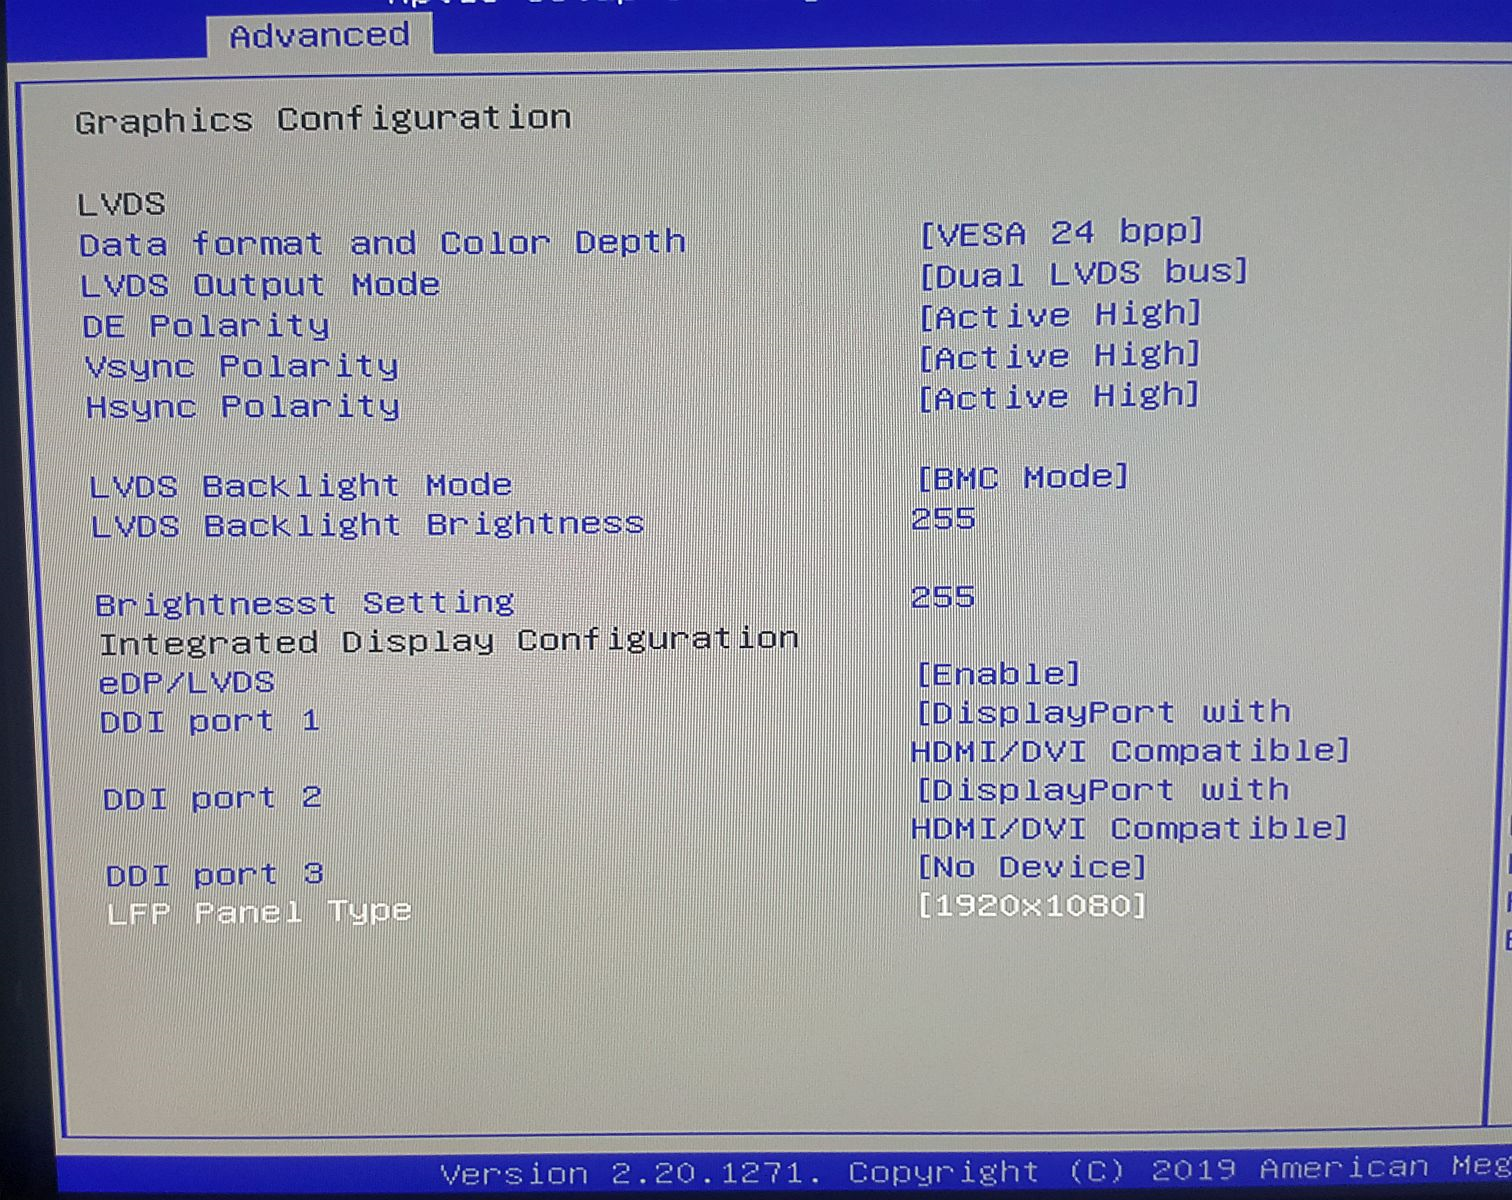 Advanced
Graphics Configuration
LVDS
Data format and Color Depth [VESA 24 bpp]
LVDS Output Mode [Dual LVDS bus]
DE Polarity [Active High]
Vsync Polarity [Active High]
Hsync Polarity [Active High]
LVDS Backlight Mode [BMC Mode]
LVDS Backlight Brightness 255
Brightnesst Setting 255
Integrated Display Configuration
eDP/LVDS [Enable]
DDI port 1 [DisplayPort with
HDMI/DVI Compatible]
DDI port 2 [DisplayPort with
HDMI/DVI Compatible]
DDI port 3 [No Device]
LFP Panel Type [1920x1080]
Version 2.20.1271. Copyright (C) 2019 American Meg